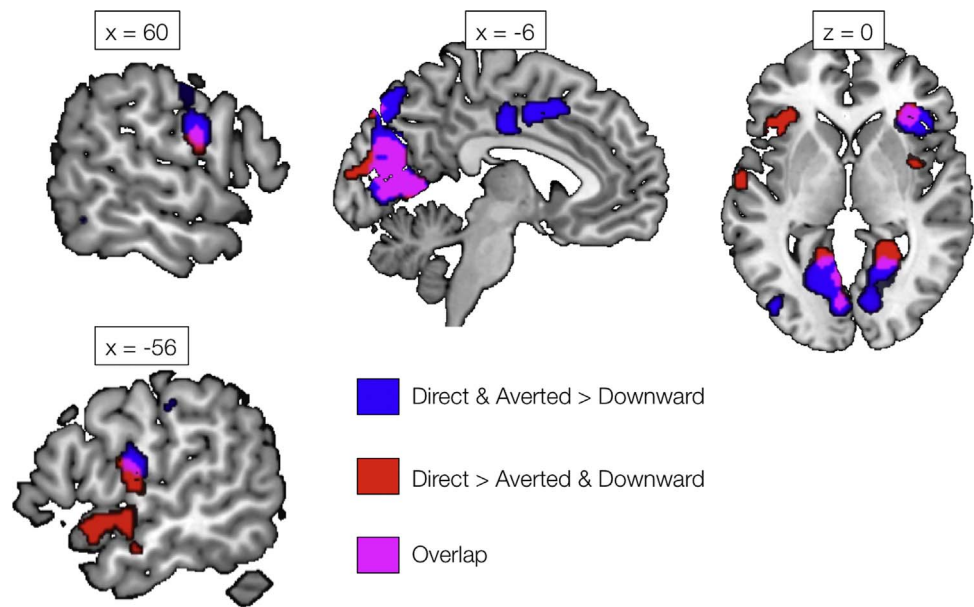 x = 60
x = -6
z = 0
x = -56
Direct & Averted > Downward
Direct > Averted & Downward
Overlap